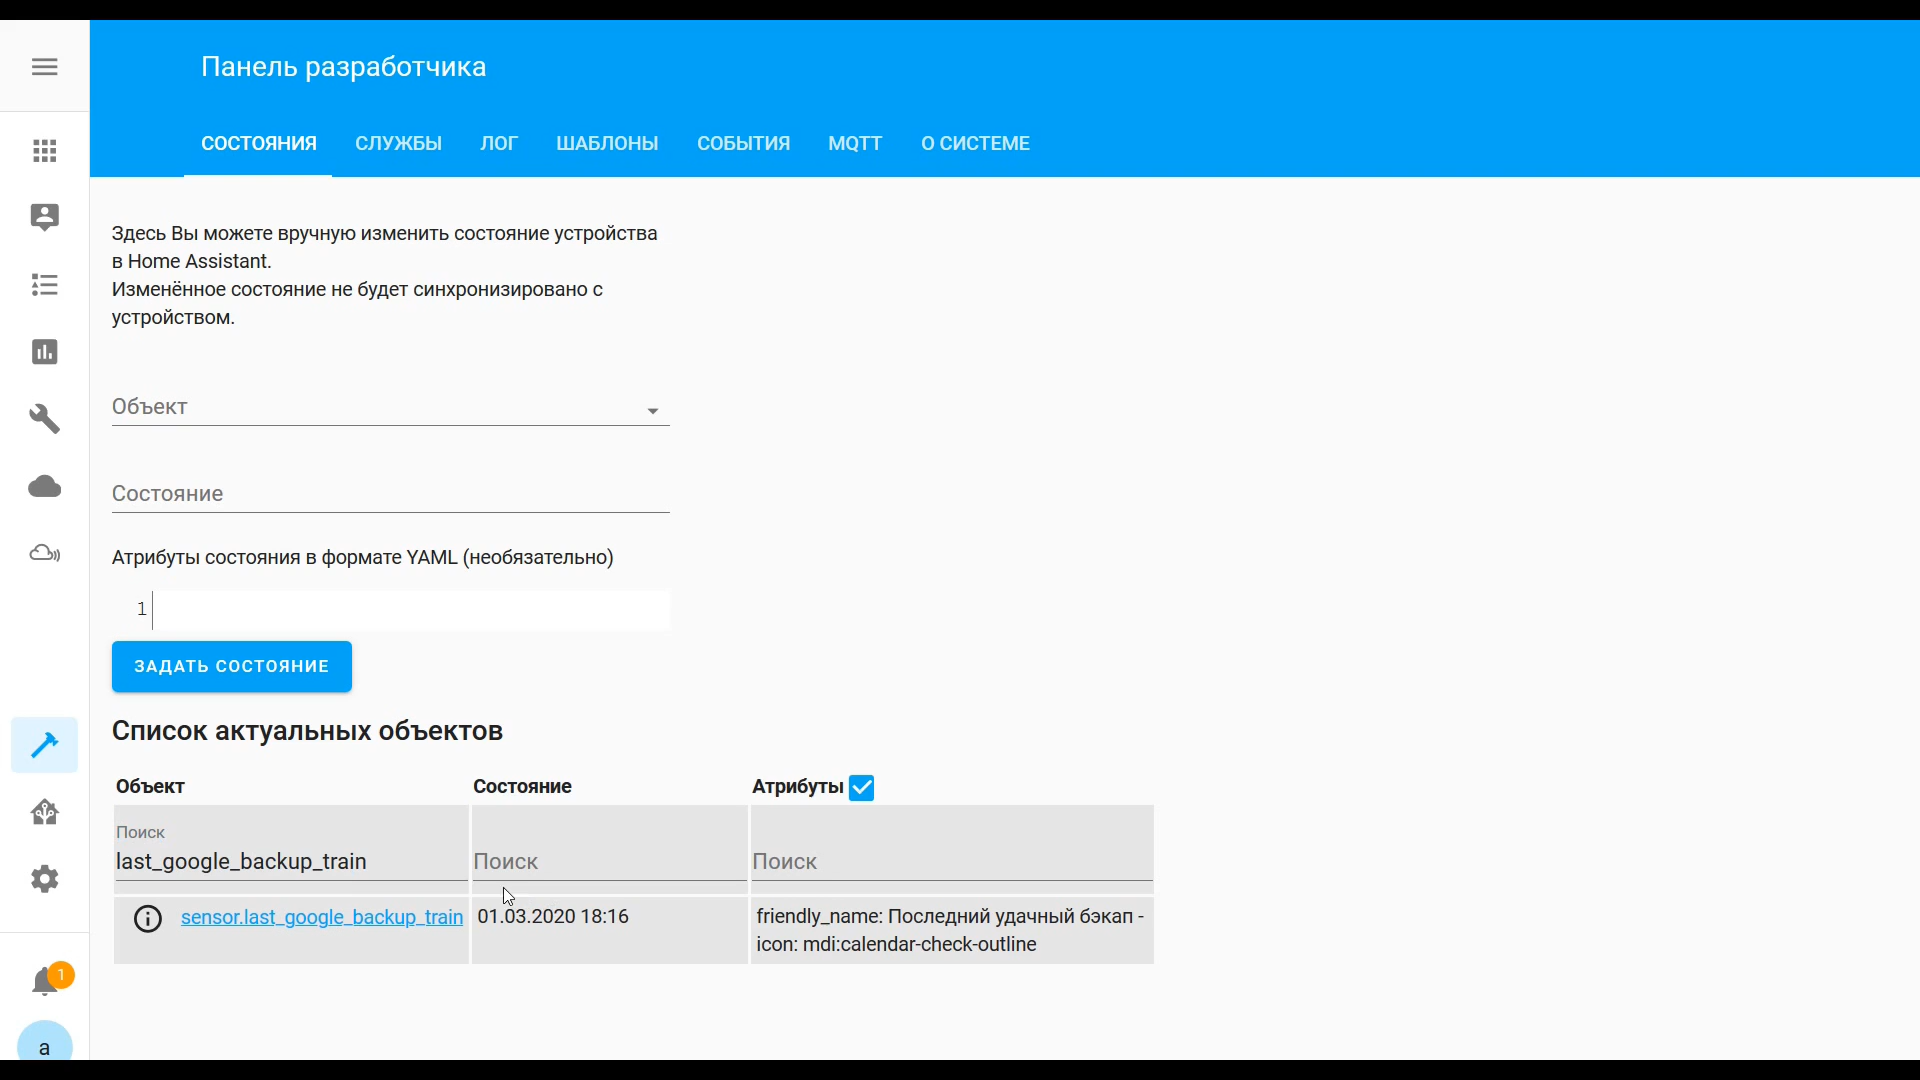 Панель разработчика
СОСТОЯНИЯ СЛУЖБЫ ЛОГ ШАБЛОНЫ СОБЫТИЯ MQTT О СИСТЕМЕ
Здесь Вы можете вручную изменить состояние устройства
в Home Assistant.
Изменённое состояние не будет синхронизировано с
устройством.
Объект
Состояние
Атрибуты состояния в формате YAML (необязательно)
1
ЗАДАТЬ СОСТОЯНИЕ
Список актуальных объектов
Объект Состояние Атрибуты
Поиск
last_google_backup_train Поиск Поиск
sensor.last_google_backup_train 01.03.2020 18:16 friendly_name: Последний удачный бэкап -
icon: mdi:calendar-check-outline
1
a